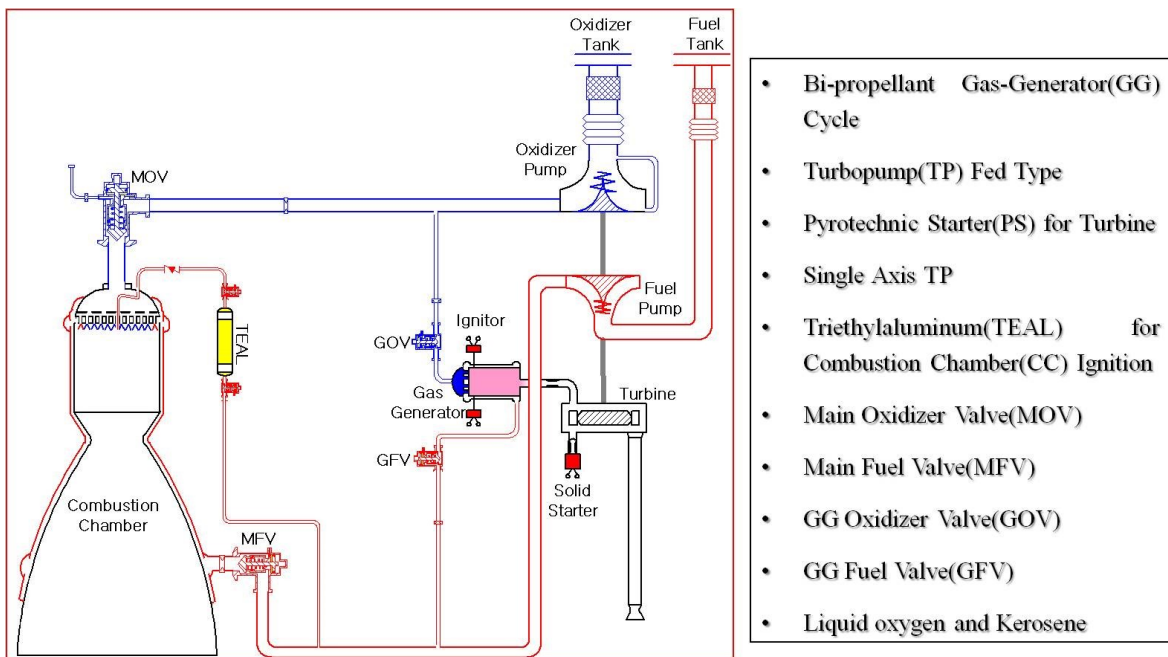 Oxidizer
Tank
Fuel
Tank
Oxidizer
Pump
MOV
Fuel
Pump
Ignitor
GOV
TEAL
Gas
Generator
Turbine
GFV
Solid
Starter
Combustion
Chamber
MFV
• Bi-propellant Gas-Generator(GG)
Cycle
• Turbopump(TP) Fed Type
• Pyrotechnic Starter(PS) for Turbine
• Single Axis TP
• Triethylaluminum(TEAL) for
Combustion Chamber(CC) Ignition
• Main Oxidizer Valve(MOV)
• Main Fuel Valve(MFV)
• GG Oxidizer Valve(GOV)
• GG Fuel Valve(GFV)
• Liquid oxygen and Kerosene